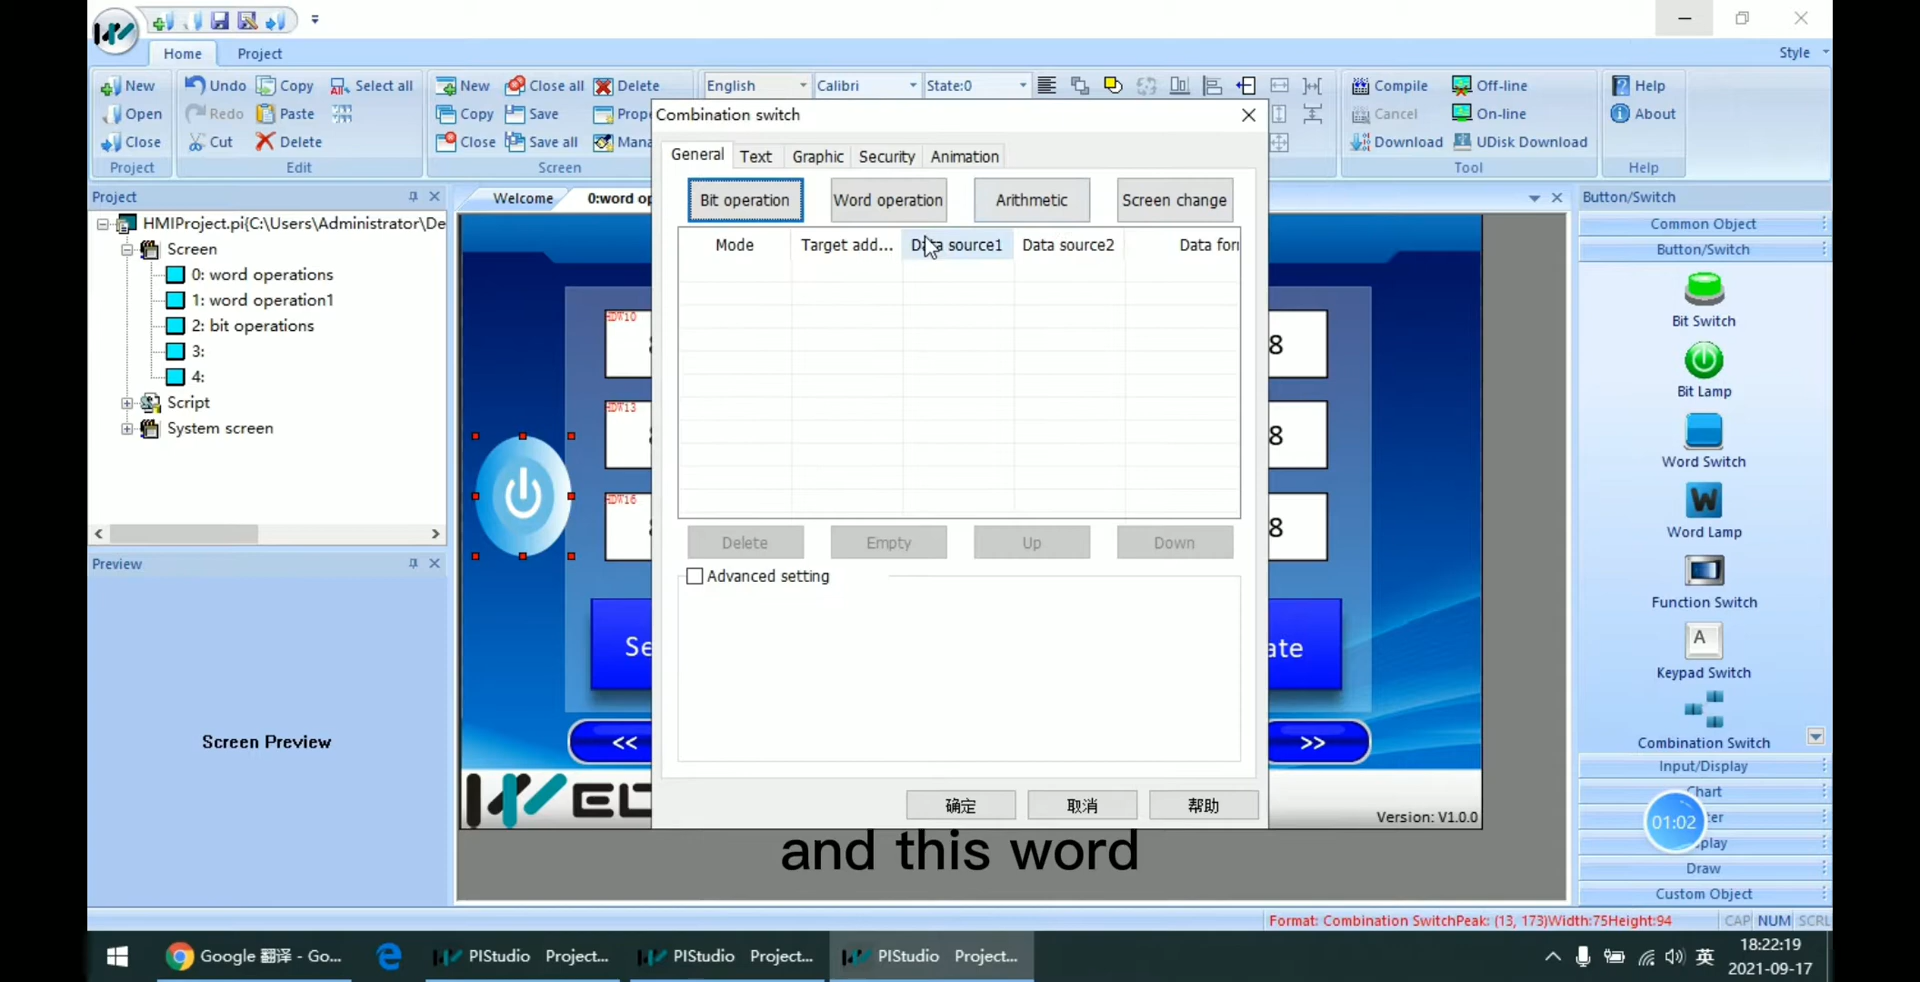 Home Project Style
New Undo Copy Select all New Close all Delete English Calibri State:0 Compile Off-line Help
Open Redo Paste Copy Save Cancel On-line About
Close Cut Delete Close Save all Download UDisk Download
Project Edit Screen Tool Help
Project
HMIProject.pi{C:\Users\Administrator\De
Screen
0: word operations
1: word operation1
2: bit operations
3:
4:
Script
System screen
Preview
Screen Preview
Welcome 0:word op
HDW10
HDW13
HDW16
8
8
8
<< >>
Version: V1.0.0
Combination switch
General Text Graphic Security Animation
Bit operation Word operation Arithmetic Screen change
Mode Target add... Data source1 Data source2 Data for
Delete Empty Up Down
Advanced setting
确定 取消 帮助
and this word
Button/Switch
Common Object
Button/Switch
Bit Switch
Bit Lamp
Word Switch
W
Word Lamp
Function Switch
A
Keypad Switch
Combination Switch
Input/Display
Chart
01:02
Draw
Custom Object
Format: Combination SwitchPeak: (13, 173)Width:75Height:94 CAP NUM SCRL
Google 翻译 - Go... PIStudio Project... PIStudio Project... PIStudio Project... 英 18:22:19
2021-09-17